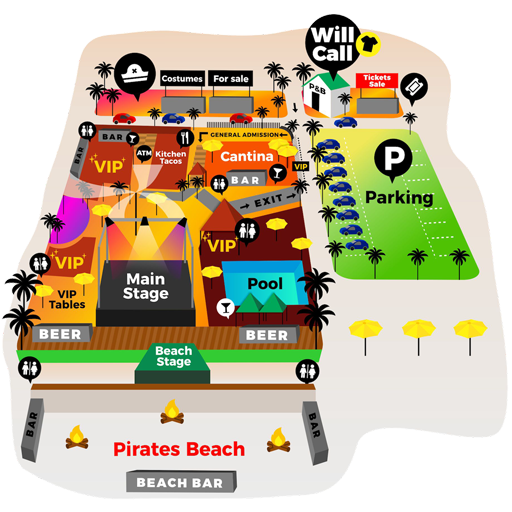 Will
Call
Costumes
For sale
Tickets
Sale
P&B
GENERAL ADMISSION
BAR
BAR
ATM
Kitchen
Tacos
Cantina
VIP
VIP
BAR
P
Parking
EXIT
VIP
VIP
Main
Stage
Pool
VIP
Tables
BEER
BEER
Beach
Stage
BAR
BAR
Pirates Beach
BEACH BAR